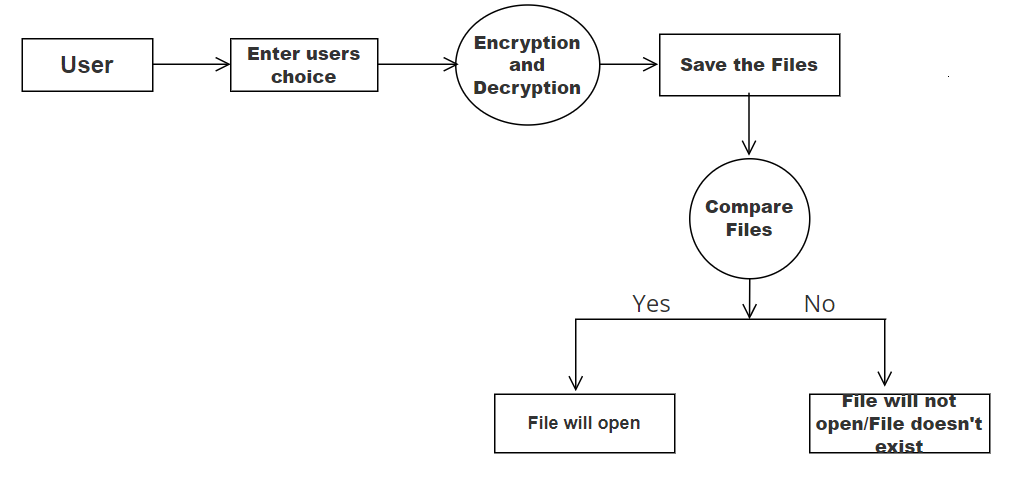 User
Enter users
choice
Encryption
and
Decryption
Save the Files
Compare
Files
Yes
No
File will open
File will not
open/File doesn't
exist